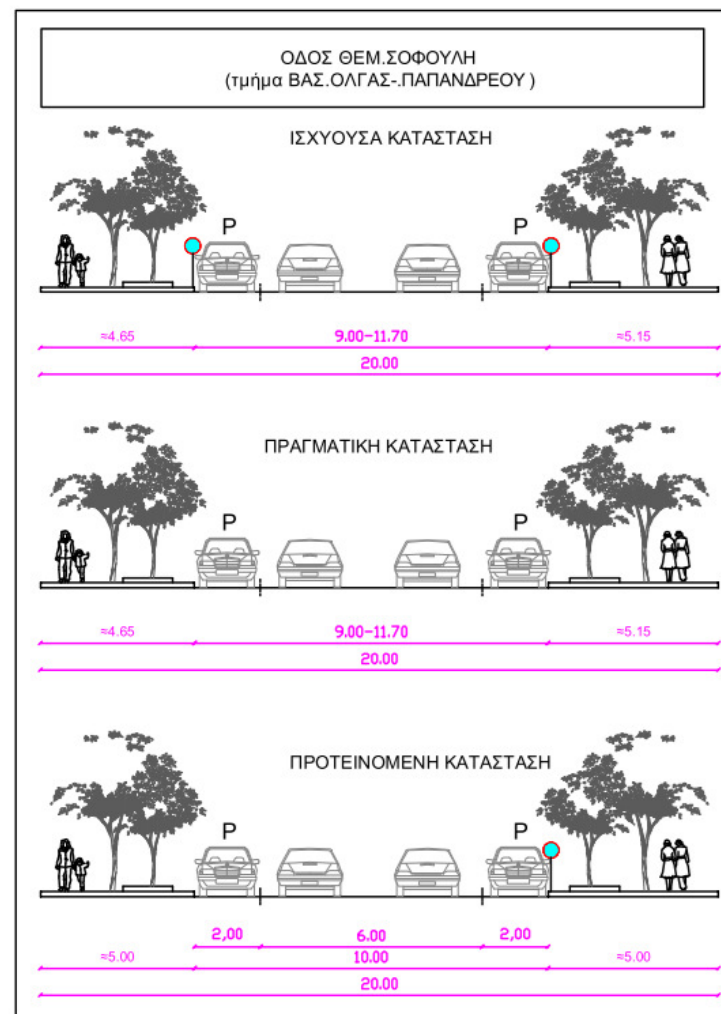 ΟΔΟΣ ΘΕΜ.ΣΟΦΟΥΛΗ
(τμήμα ΒΑΣ.ΟΛΓΑΣ-.ΠΑΠΑΝΔΡΕΟΥ )
ΙΣΧΥΟΥΣΑ ΚΑΤΑΣΤΑΣΗ
P P
≈4.65 9.00-11.70 ≈5.15
20.00
ΠΡΑΓΜΑΤΙΚΗ ΚΑΤΑΣΤΑΣΗ
P P
≈4.65 9.00-11.70 ≈5.15
20.00
ΠΡΟΤΕΙΝΟΜΕΝΗ ΚΑΤΑΣΤΑΣΗ
P P
2,00 6.00 2,00
≈5.00 10.00 ≈5.00
20.00